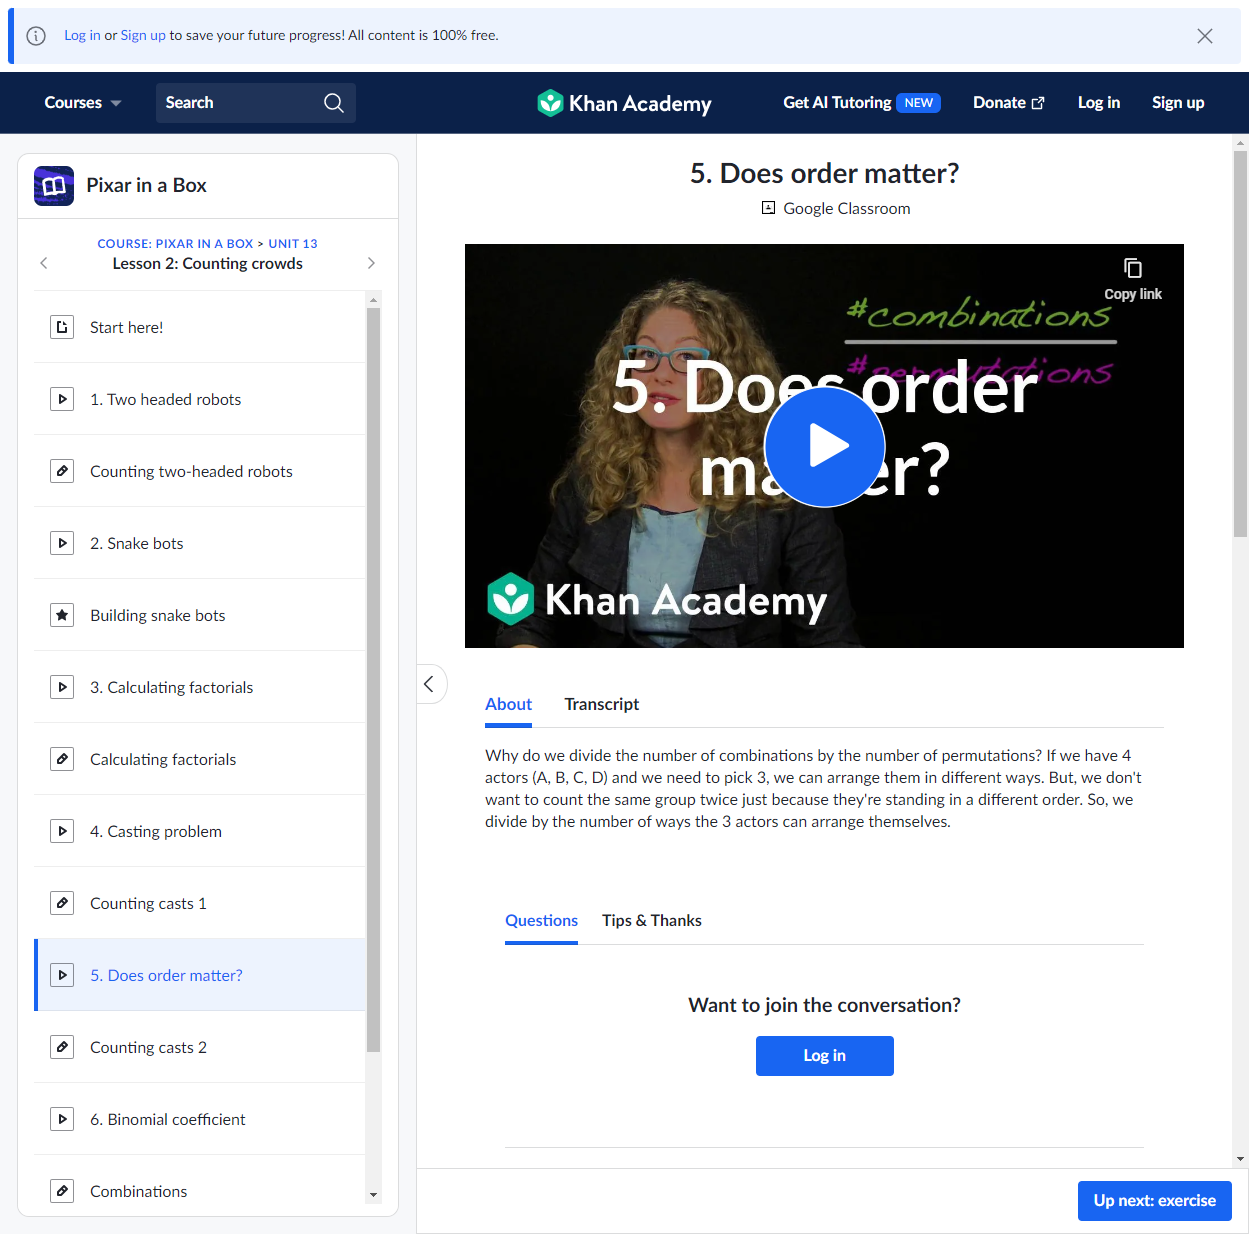 Log in or Sign up to save your future progress! All content is 100% free.
Courses
Search
Khan Academy
Get AI Tutoring NEW
Donate
Log in
Sign up
Pixar in a Box
COURSE: PIXAR IN A BOX > UNIT 13
Lesson 2: Counting crowds
Start here!
1. Two headed robots
Counting two-headed robots
2. Snake bots
Building snake bots
3. Calculating factorials
Calculating factorials
4. Casting problem
Counting casts 1
5. Does order matter?
Counting casts 2
6. Binomial coefficient
Combinations
5. Does order matter?
Google Classroom
Copy link
#combinations
#permutations
5. Does order
matter?
Khan Academy
About
Transcript
Why do we divide the number of combinations by the number of permutations? If we have 4
actors (A, B, C, D) and we need to pick 3, we can arrange them in different ways. But, we don't
want to count the same group twice just because they're standing in a different order. So, we
divide by the number of ways the 3 actors can arrange themselves.
Questions
Tips & Thanks
Want to join the conversation?
Log in
Up next: exercise